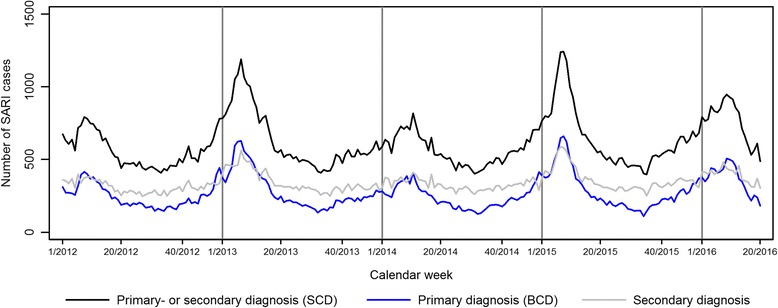 Number of SARI cases
1500
1000
500
0
1/2012 20/2012 40/2012 1/2013 20/2013 40/2013 1/2014 20/2014 40/2014 1/2015 20/2015 40/2015 1/2016 20/2016
Calendar week
Primary- or secondary diagnosis (SCD) Primary diagnosis (BCD) Secondary diagnosis